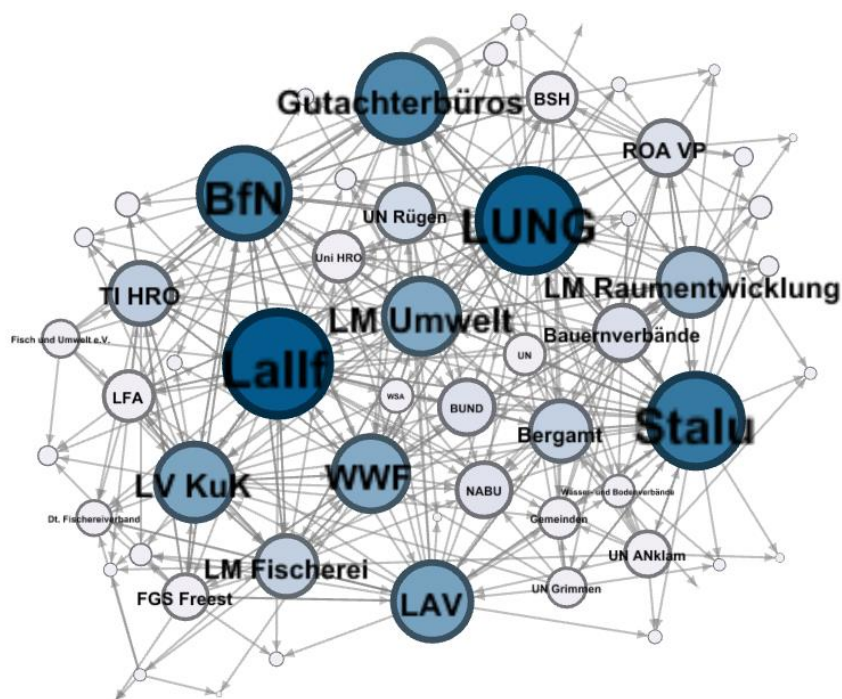 Gutachterbüros
BSH
ROA VP
BfN
UN Rügen
LUNG
Uni HRO
TI HRO
LM Raumentwicklung
LM Umwelt
Bauernverbände
Fisch und Umwelt e.V.
UN
Lallf
LFA
WSA
BUND
Bergamt
Stalu
LV KuK
WWF
NABU
Wasser- und Bodenverbände
Dt. Fischereiverband
Gemeinden
UN ANklam
LM Fischerei
UN Grimmen
FGS Freest
LAV